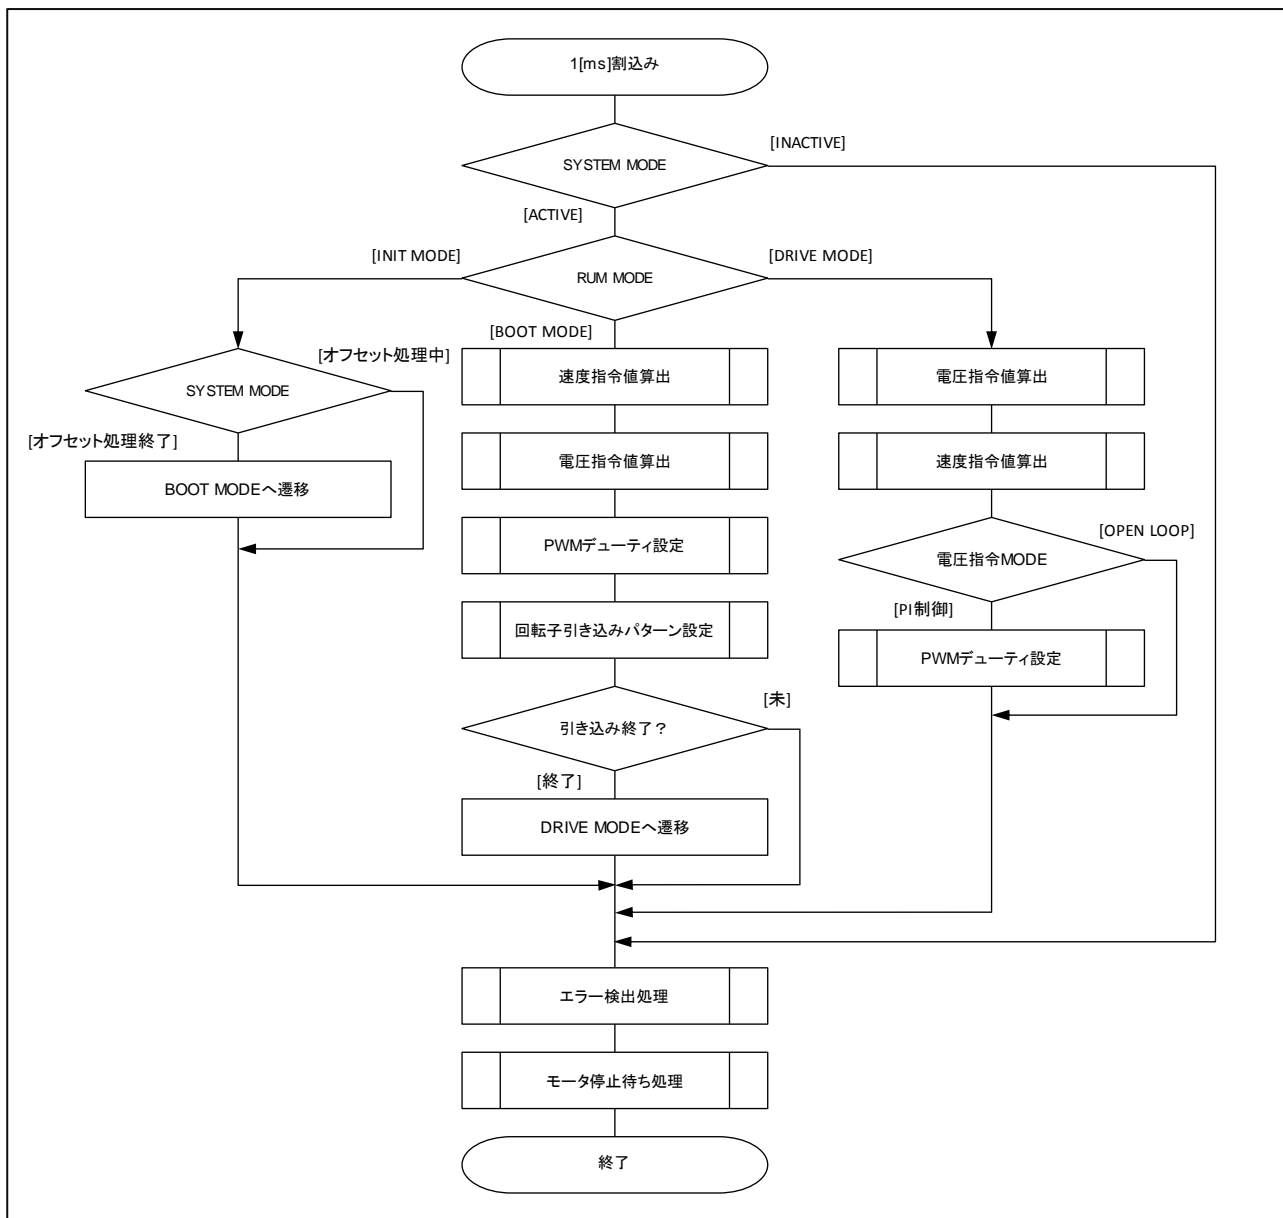 1[ms]割込み
[INACTIVE]
SYSTEM MODE
[ACTIVE]
[INIT MODE]
[DRIVE MODE]
RUM MODE
[BOOT MODE]
[オフセット処理中]
速度指令値算出
電圧指令値算出
SYSTEM MODE
[オフセット処理終了]
電圧指令値算出
速度指令値算出
BOOT MODEへ遷移
[OPEN LOOP]
PWMデューティ設定
電圧指令MODE
[PI制御]
回転子引き込みパターン設定
PWMデューティ設定
[未]
引き込み終了？
[終了]
DRIVE MODEへ遷移
エラー検出処理
モータ停止待ち処理
終了